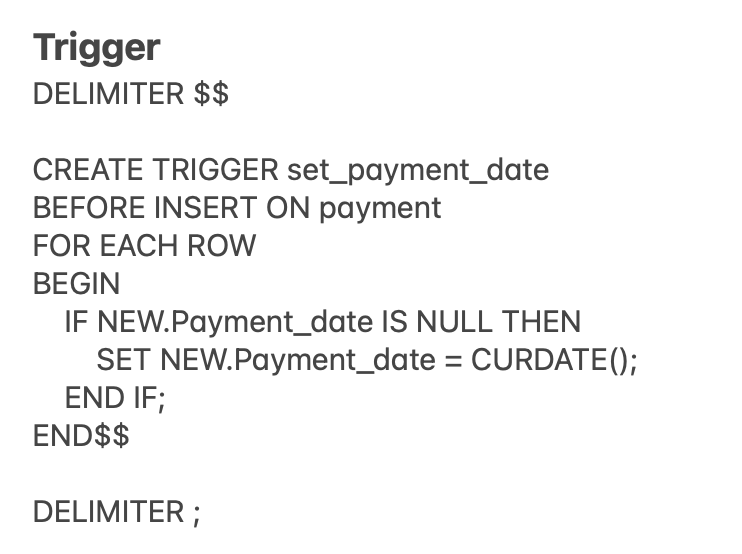 Trigger
DELIMITER $$
CREATE TRIGGER set_payment_date
BEFORE INSERT ON payment
FOR EACH ROW
BEGIN
IF NEW.Payment_date IS NULL THEN
SET NEW.Payment_date = CURDATE();
END IF;
END$$
DELIMITER ;